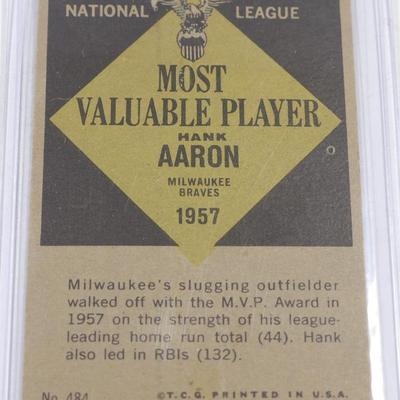 NATIONAL LEAGUE
MOST
VALUABLE PLAYER
HANK
AARON
MILWAUKEE
BRAVES
1957
Milwaukee's slugging outfielder
walked off with the M.V.P. Award in
1957 on the strength of his league-
leading home run total (44). Hank
also led in RBIs (132).
No. 484 ©T.C.G. PRINTED IN U.S.A.